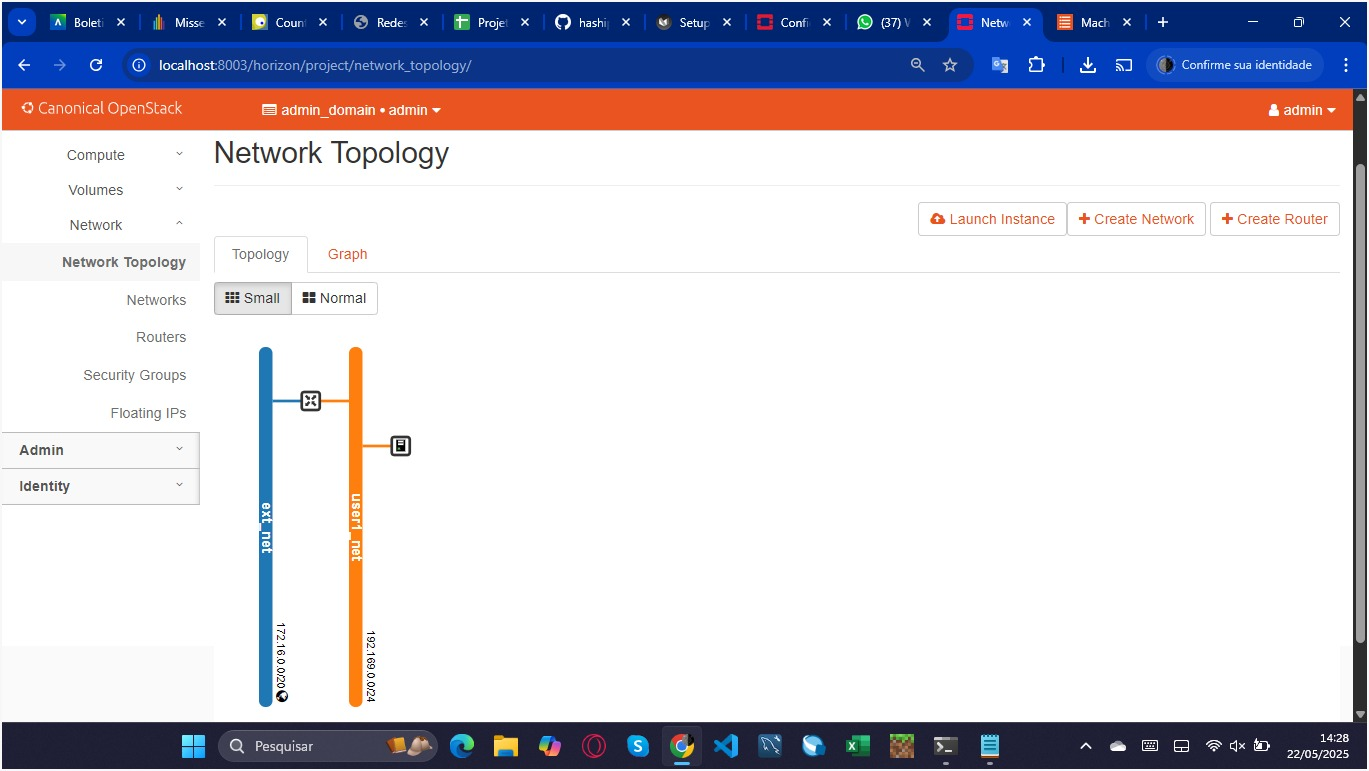 Boleti
Misse
Coun
Redes
Projet
haship
Setup
Confi
(37) V
Netw
Mach
localhost:8003/horizon/project/network_topology/
Confirme sua identidade
Canonical OpenStack
admin_domain • admin
admin
Compute
Volumes
Network
Network Topology
Networks
Routers
Security Groups
Floating IPs
Admin
Identity
Network Topology
Launch Instance
Create Network
Create Router
Topology
Graph
Small
Normal
ext_net
172.16.0.0/20
user1_net
192.169.0.0/24
Pesquisar
14:28
22/05/2025